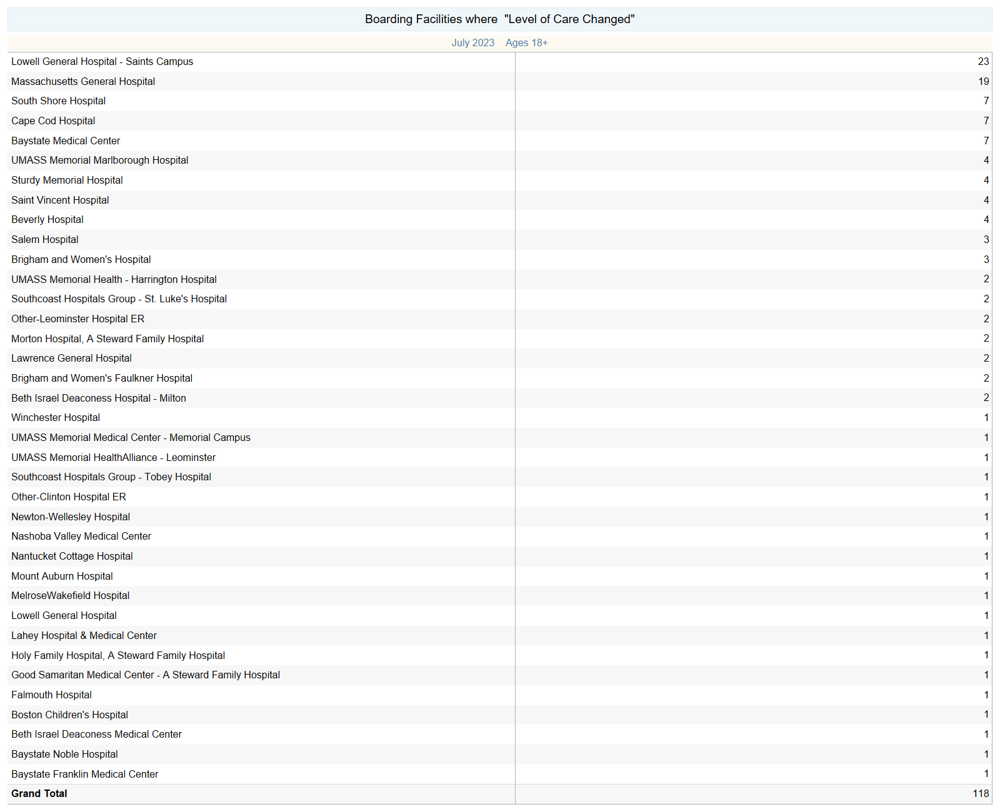 Boarding Facilities where  "Level of Care Changed"
July 2023    Ages 18+
Lowell General Hospital - Saints Campus 23
Massachusetts General Hospital 19
South Shore Hospital 7
Cape Cod Hospital 7
Baystate Medical Center 7
UMASS Memorial Marlborough Hospital 4
Sturdy Memorial Hospital 4
Saint Vincent Hospital 4
Beverly Hospital 4
Salem Hospital 3
Brigham and Women's Hospital 3
UMASS Memorial Health - Harrington Hospital 2
Southcoast Hospitals Group - St. Luke's Hospital 2
Other-Leominster Hospital ER 2
Morton Hospital, A Steward Family Hospital 2
Lawrence General Hospital 2
Brigham and Women's Faulkner Hospital 2
Beth Israel Deaconess Hospital - Milton 2
Winchester Hospital 1
UMASS Memorial Medical Center - Memorial Campus 1
UMASS Memorial HealthAlliance - Leominster 1
Southcoast Hospitals Group - Tobey Hospital 1
Other-Clinton Hospital ER 1
Newton-Wellesley Hospital 1
Nashoba Valley Medical Center 1
Nantucket Cottage Hospital 1
Mount Auburn Hospital 1
MelroseWakefield Hospital 1
Lowell General Hospital 1
Lahey Hospital & Medical Center 1
Holy Family Hospital, A Steward Family Hospital 1
Good Samaritan Medical Center - A Steward Family Hospital 1
Falmouth Hospital 1
Boston Children's Hospital 1
Beth Israel Deaconess Medical Center 1
Baystate Noble Hospital 1
Baystate Franklin Medical Center 1
Grand Total 118